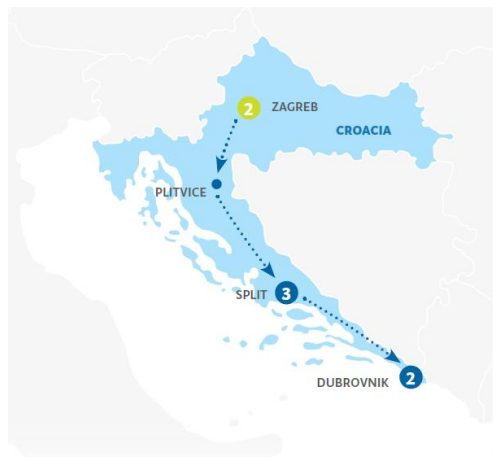 2 ZAGREB
CROACIA
PLITVICE
SPLIT 3
DUBROVNIK 2